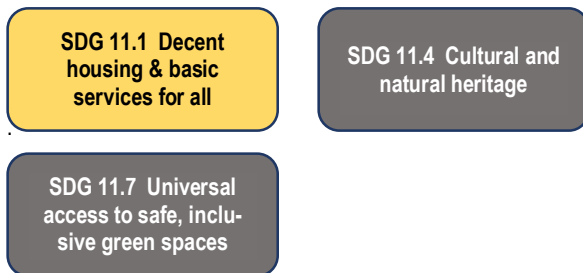 SDG 11.1 Decent
housing & basic
services for all
SDG 11.4 Cultural and
natural heritage
.
SDG 11.7 Universal
access to safe, inclu-
sive green spaces